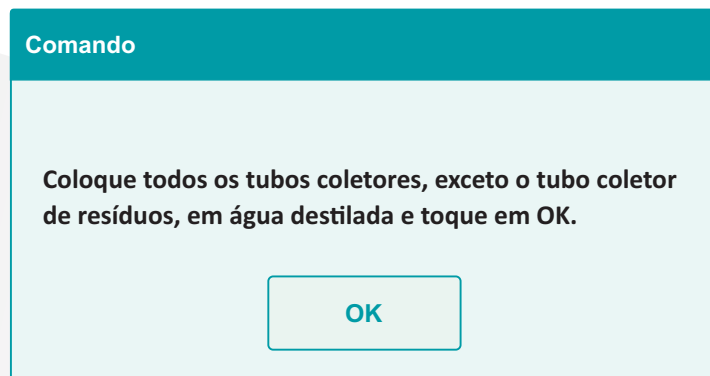 Comando
Coloque todos os tubos coletores, exceto o tubo coletor
de resíduos, em água destilada e toque em OK.
OK